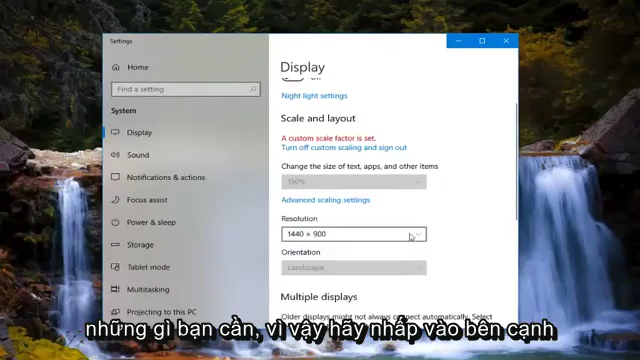 Settings
Home
Find a setting
System
Display
Sound
Notifications & actions
Focus assist
Power & sleep
Storage
Tablet mode
Multitasking
Projecting to this PC
Display
Off
Night light settings
Scale and layout
A custom scale factor is set.
Turn off custom scaling and sign out
Change the size of text, apps, and other items
150%
Advanced scaling settings
Resolution
1440 × 900
Orientation
Landscape
Multiple displays
Older displays might not always connect automatically. Select
những gì bạn cần, vì vậy hãy nhấp vào bên cạnh